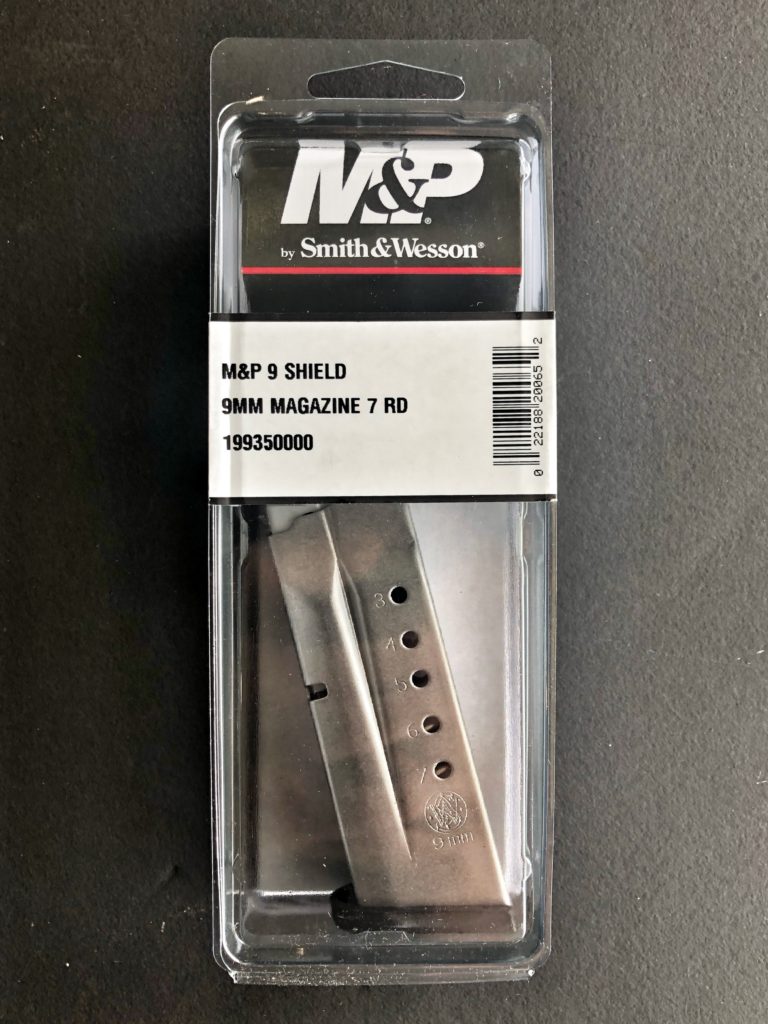 M&P®
by Smith & Wesson®
M&P 9 SHIELD
9MM MAGAZINE 7 RD
199350000
0 22188 20065 2
3
4
5
6
7
9mm